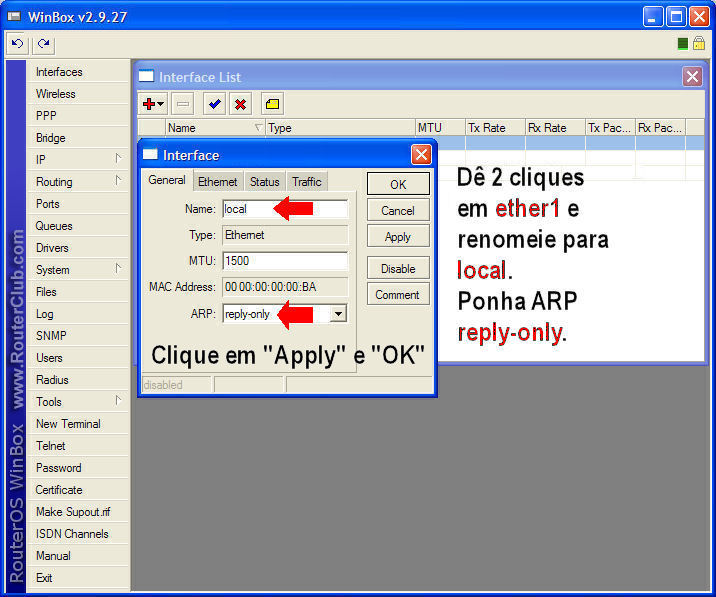 WinBox v2.9.27
Interfaces
Wireless
PPP
Bridge
IP
Routing
Ports
Queues
Drivers
System
Files
Log
SNMP
Users
Radius
Tools
New Terminal
Telnet
Password
Certificate
Make Supout.rif
ISDN Channels
Manual
Exit
RouterOS WinBox www.RouterClub.com
Interface List
Name Type MTU Tx Rate Rx Rate Tx Pac... Rx Pac...
Interface
General Ethernet Status Traffic
Name: local
Type: Ethernet
MTU: 1500
MAC Address: 00:00:00:00:00:BA
ARP: reply-only
OK
Cancel
Apply
Disable
Comment
Clique em "Apply" e "OK"
disabled
Dê 2 cliques
em ether1 e
renomeie para
local.
Ponha ARP
reply-only.